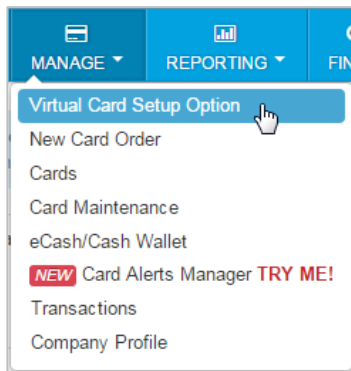 MANAGE REPORTING FIN
Virtual Card Setup Option
New Card Order
Cards
Card Maintenance
eCash/Cash Wallet
NEW Card Alerts Manager TRY ME!
Transactions
Company Profile